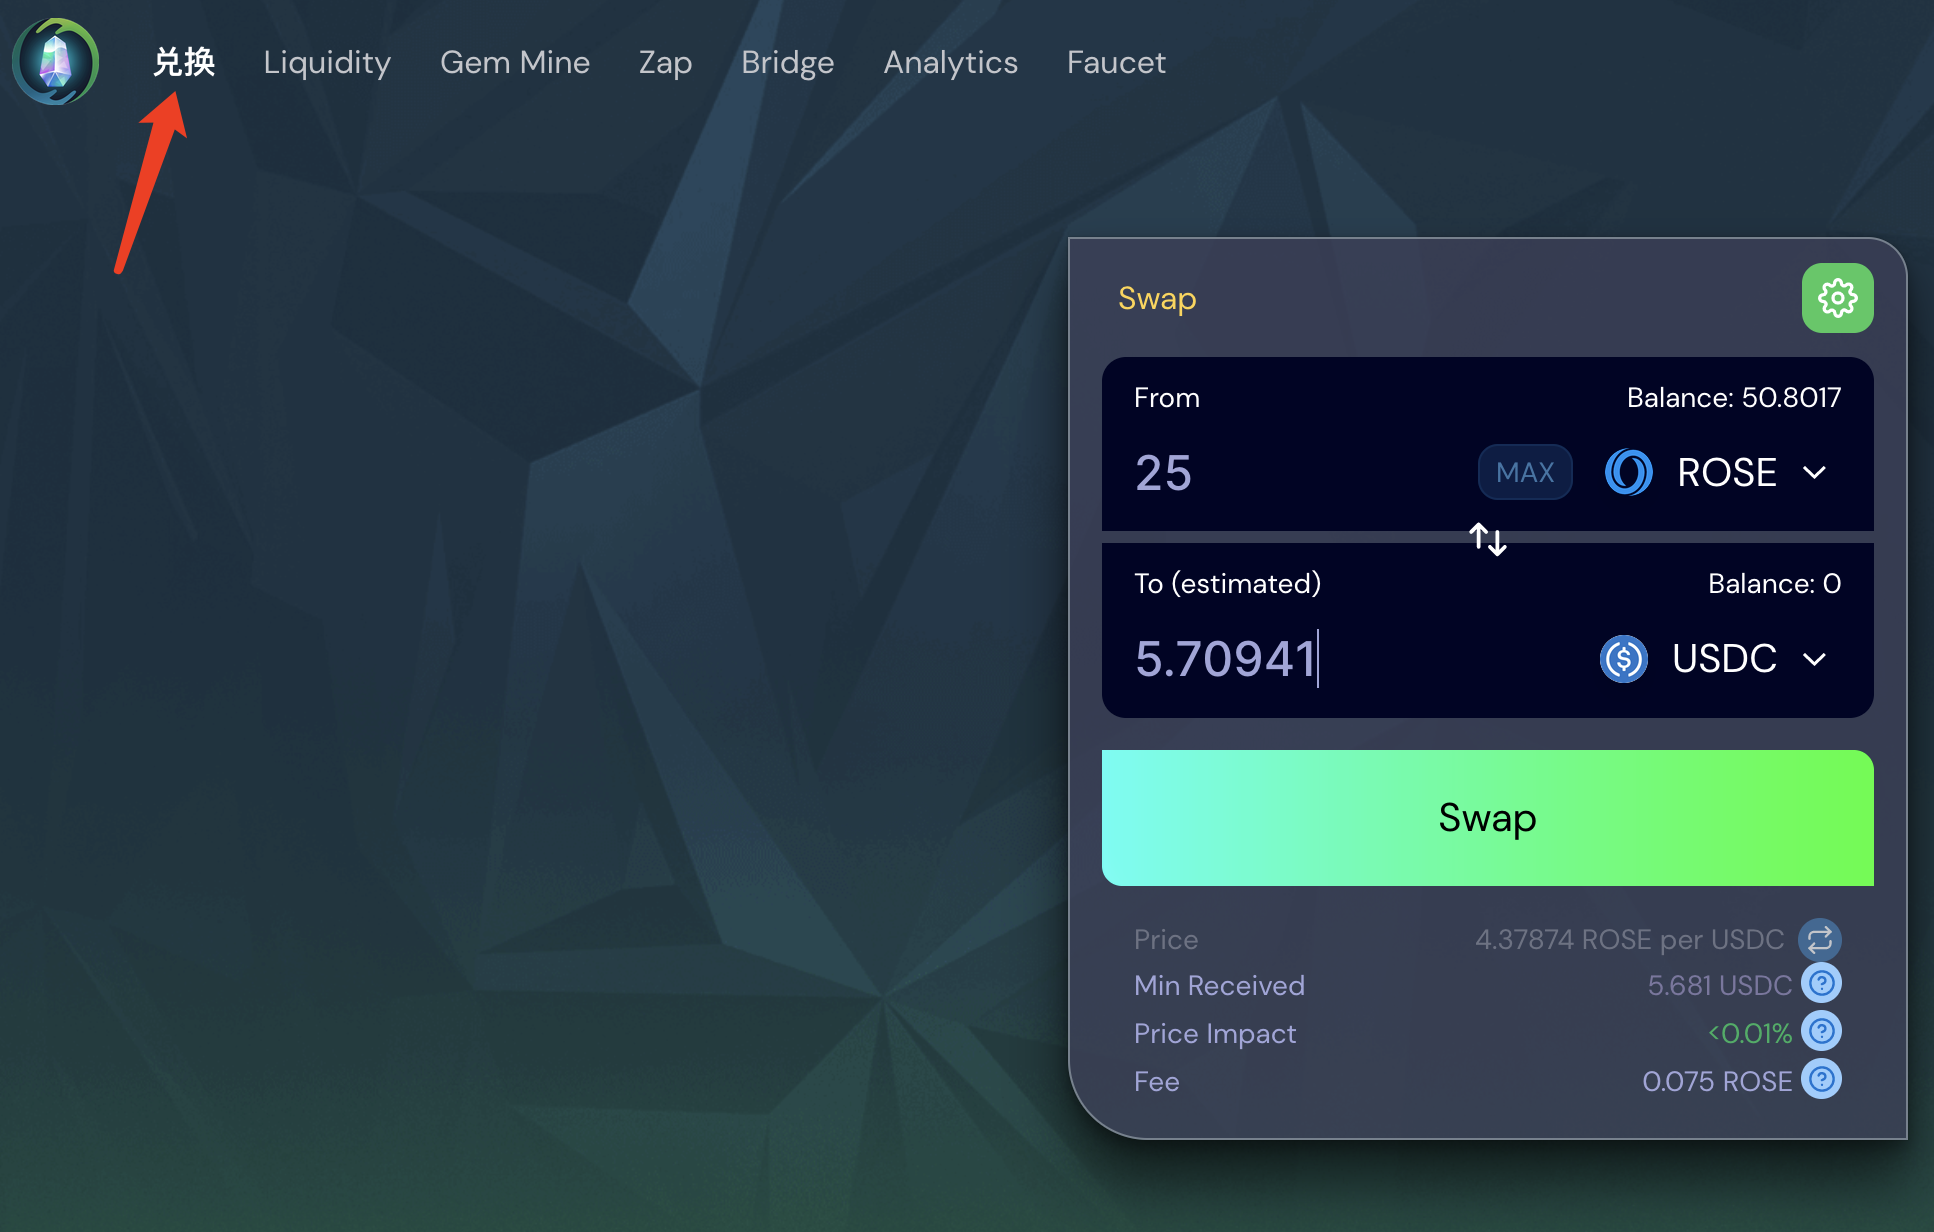 兑换 Liquidity Gem Mine Zap Bridge Analytics Faucet
Swap
From Balance: 50.8017
25 MAX ROSE
To (estimated) Balance: 0
5.70941 USDC
Swap
Price 4.37874 ROSE per USDC
Min Received 5.681 USDC
Price Impact <0.01%
Fee 0.075 ROSE